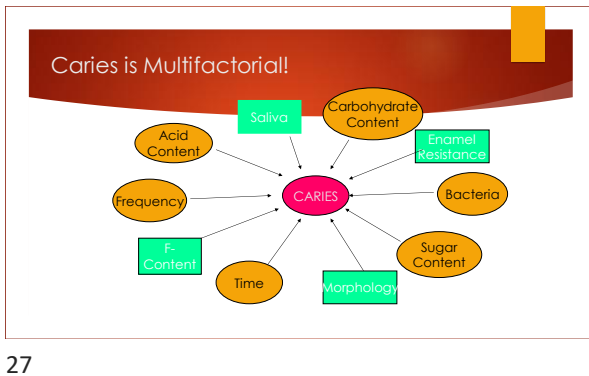 Caries is Multifactorial!
Saliva
Carbohydrate
Content
Acid
Content
Enamel
Resistance
Frequency
CARIES
Bacteria
F-
Content
Sugar
Content
Time
Morphology
27